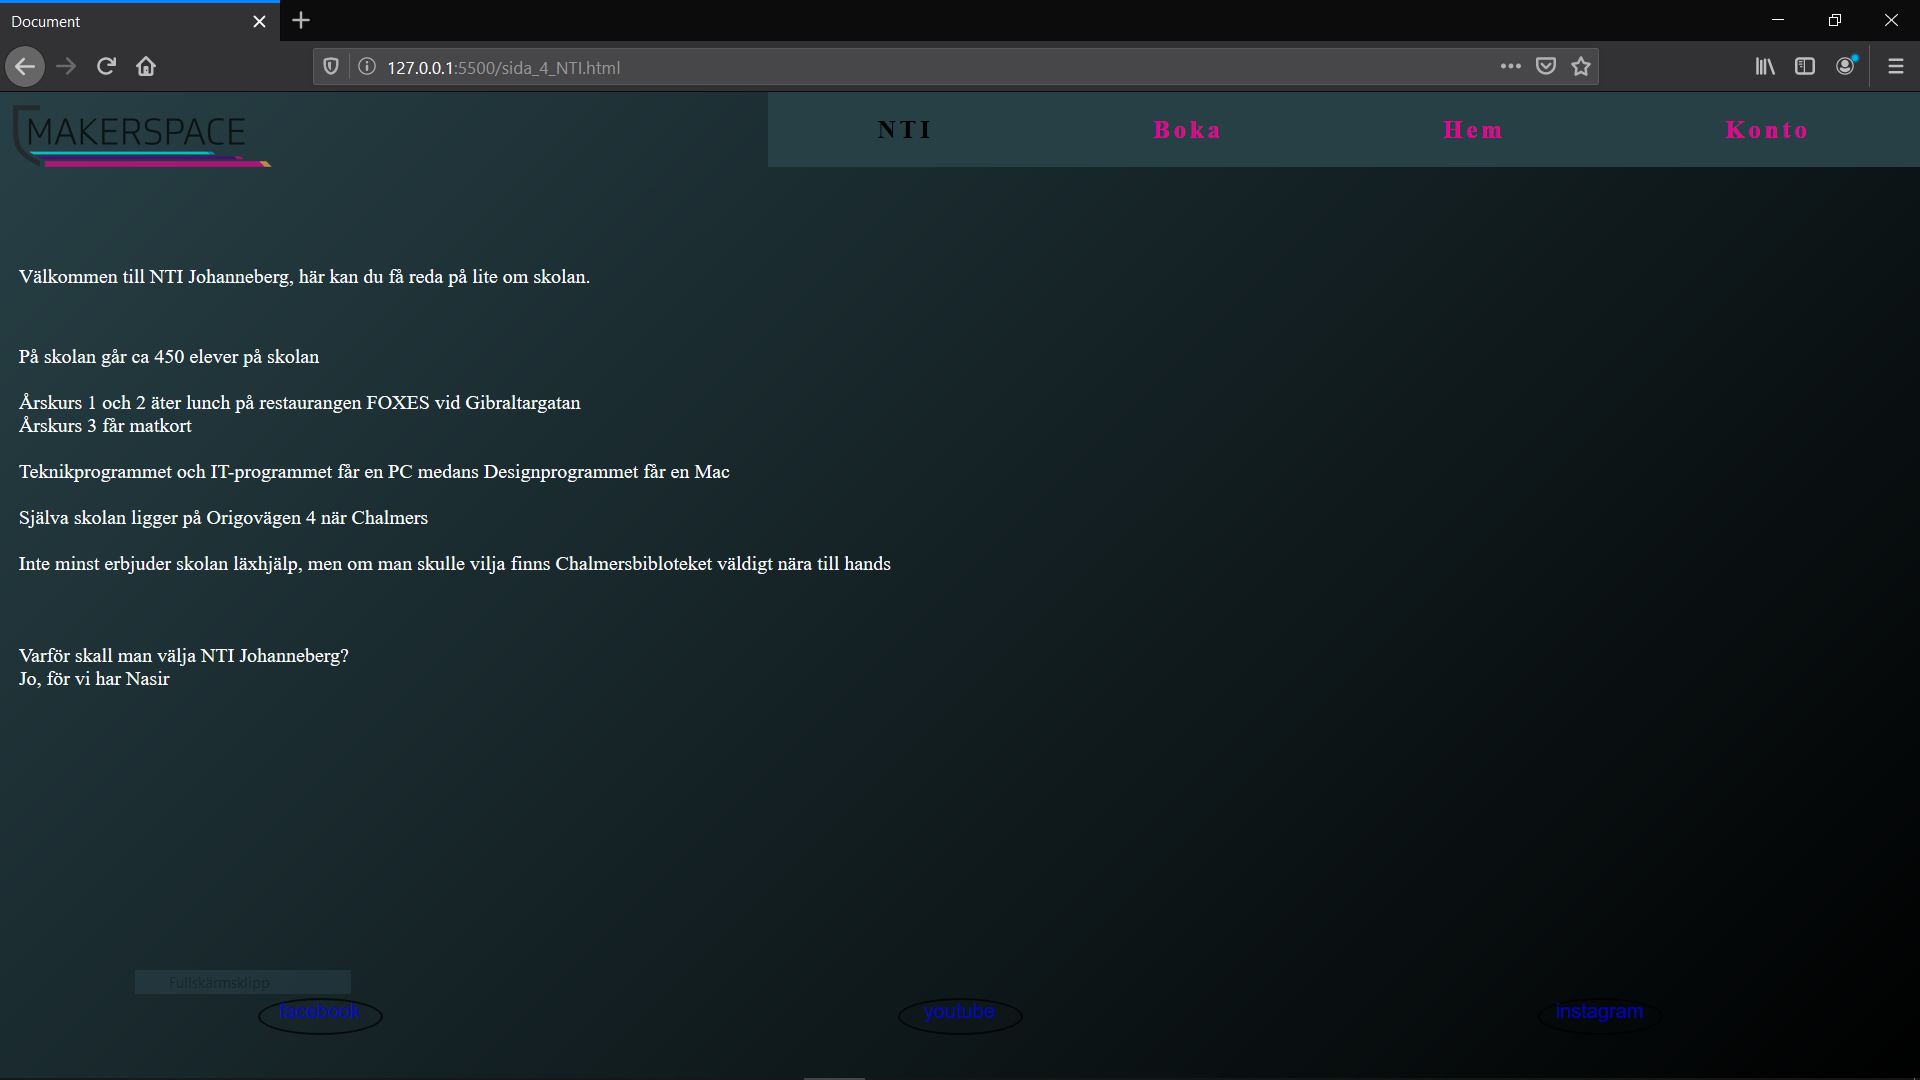 Document
127.0.0.1:5500/sida_4_NTI.html
MAKERSPACE
NTI Boka Hem Konto
Välkommen till NTI Johanneberg, här kan du få reda på lite om skolan.
På skolan går ca 450 elever på skolan
Årskurs 1 och 2 äter lunch på restaurangen FOXES vid Gibraltargatan
Årskurs 3 får matkort
Teknikprogrammet och IT-programmet får en PC medans Designprogrammet får en Mac
Själva skolan ligger på Origovägen 4 när Chalmers
Inte minst erbjuder skolan läxhjälp, men om man skulle vilja finns Chalmersbibloteket väldigt nära till hands
Varför skall man välja NTI Johanneberg?
Jo, för vi har Nasir
Fullskärmsklipp
facebook youtube instagram